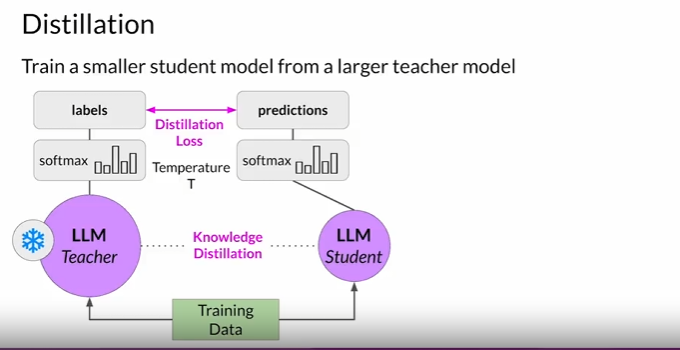 Distillation
Train a smaller student model from a larger teacher model
labels
predictions
Distillation
Loss
softmax
Temperature
T
softmax
LLM
Teacher
Knowledge
Distillation
LLM
Student
Training
Data